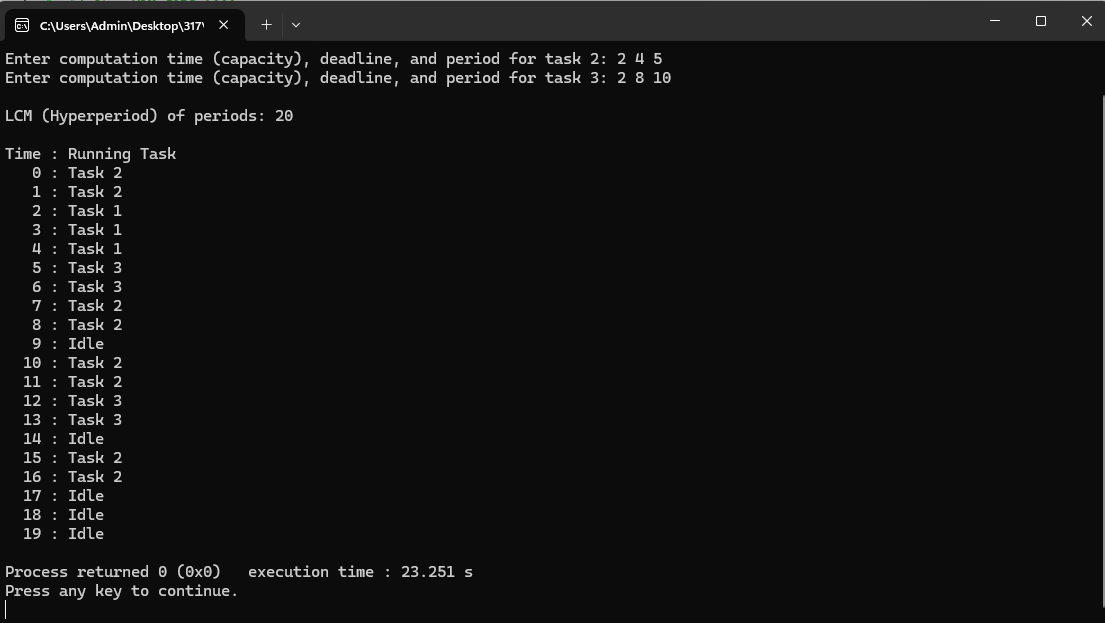 C:\Users\Admin\Desktop\317\
Enter computation time (capacity), deadline, and period for task 2: 2 4 5
Enter computation time (capacity), deadline, and period for task 3: 2 8 10
LCM (Hyperperiod) of periods: 20
Time : Running Task
0 : Task 2
1 : Task 2
2 : Task 1
3 : Task 1
4 : Task 1
5 : Task 3
6 : Task 3
7 : Task 2
8 : Task 2
9 : Idle
10 : Task 2
11 : Task 2
12 : Task 3
13 : Task 3
14 : Idle
15 : Task 2
16 : Task 2
17 : Idle
18 : Idle
19 : Idle
Process returned 0 (0x0)   execution time : 23.251 s
Press any key to continue.